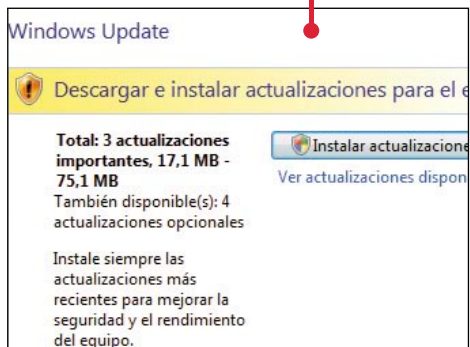 Windows Update
Descargar e instalar actualizaciones para el
Total: 3 actualizaciones
importantes, 17,1 MB -
75,1 MB
También disponible(s): 4
actualizaciones opcionales
Instalar
Ver actualizaciones
Instale siempre las
actualizaciones más
recientes para mejorar la
seguridad y el rendimiento
del equipo.